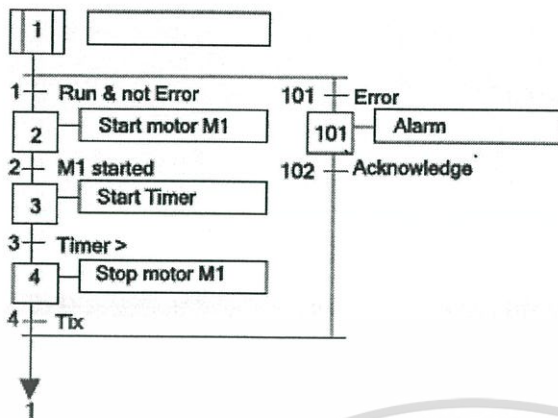 1
1 Run & not Error
101 Error
2 Start motor M1
101 Alarm
2 M1 started
102 Acknowledge
3 Start Timer
3 Timer >
4 Stop motor M1
4 Tix
1